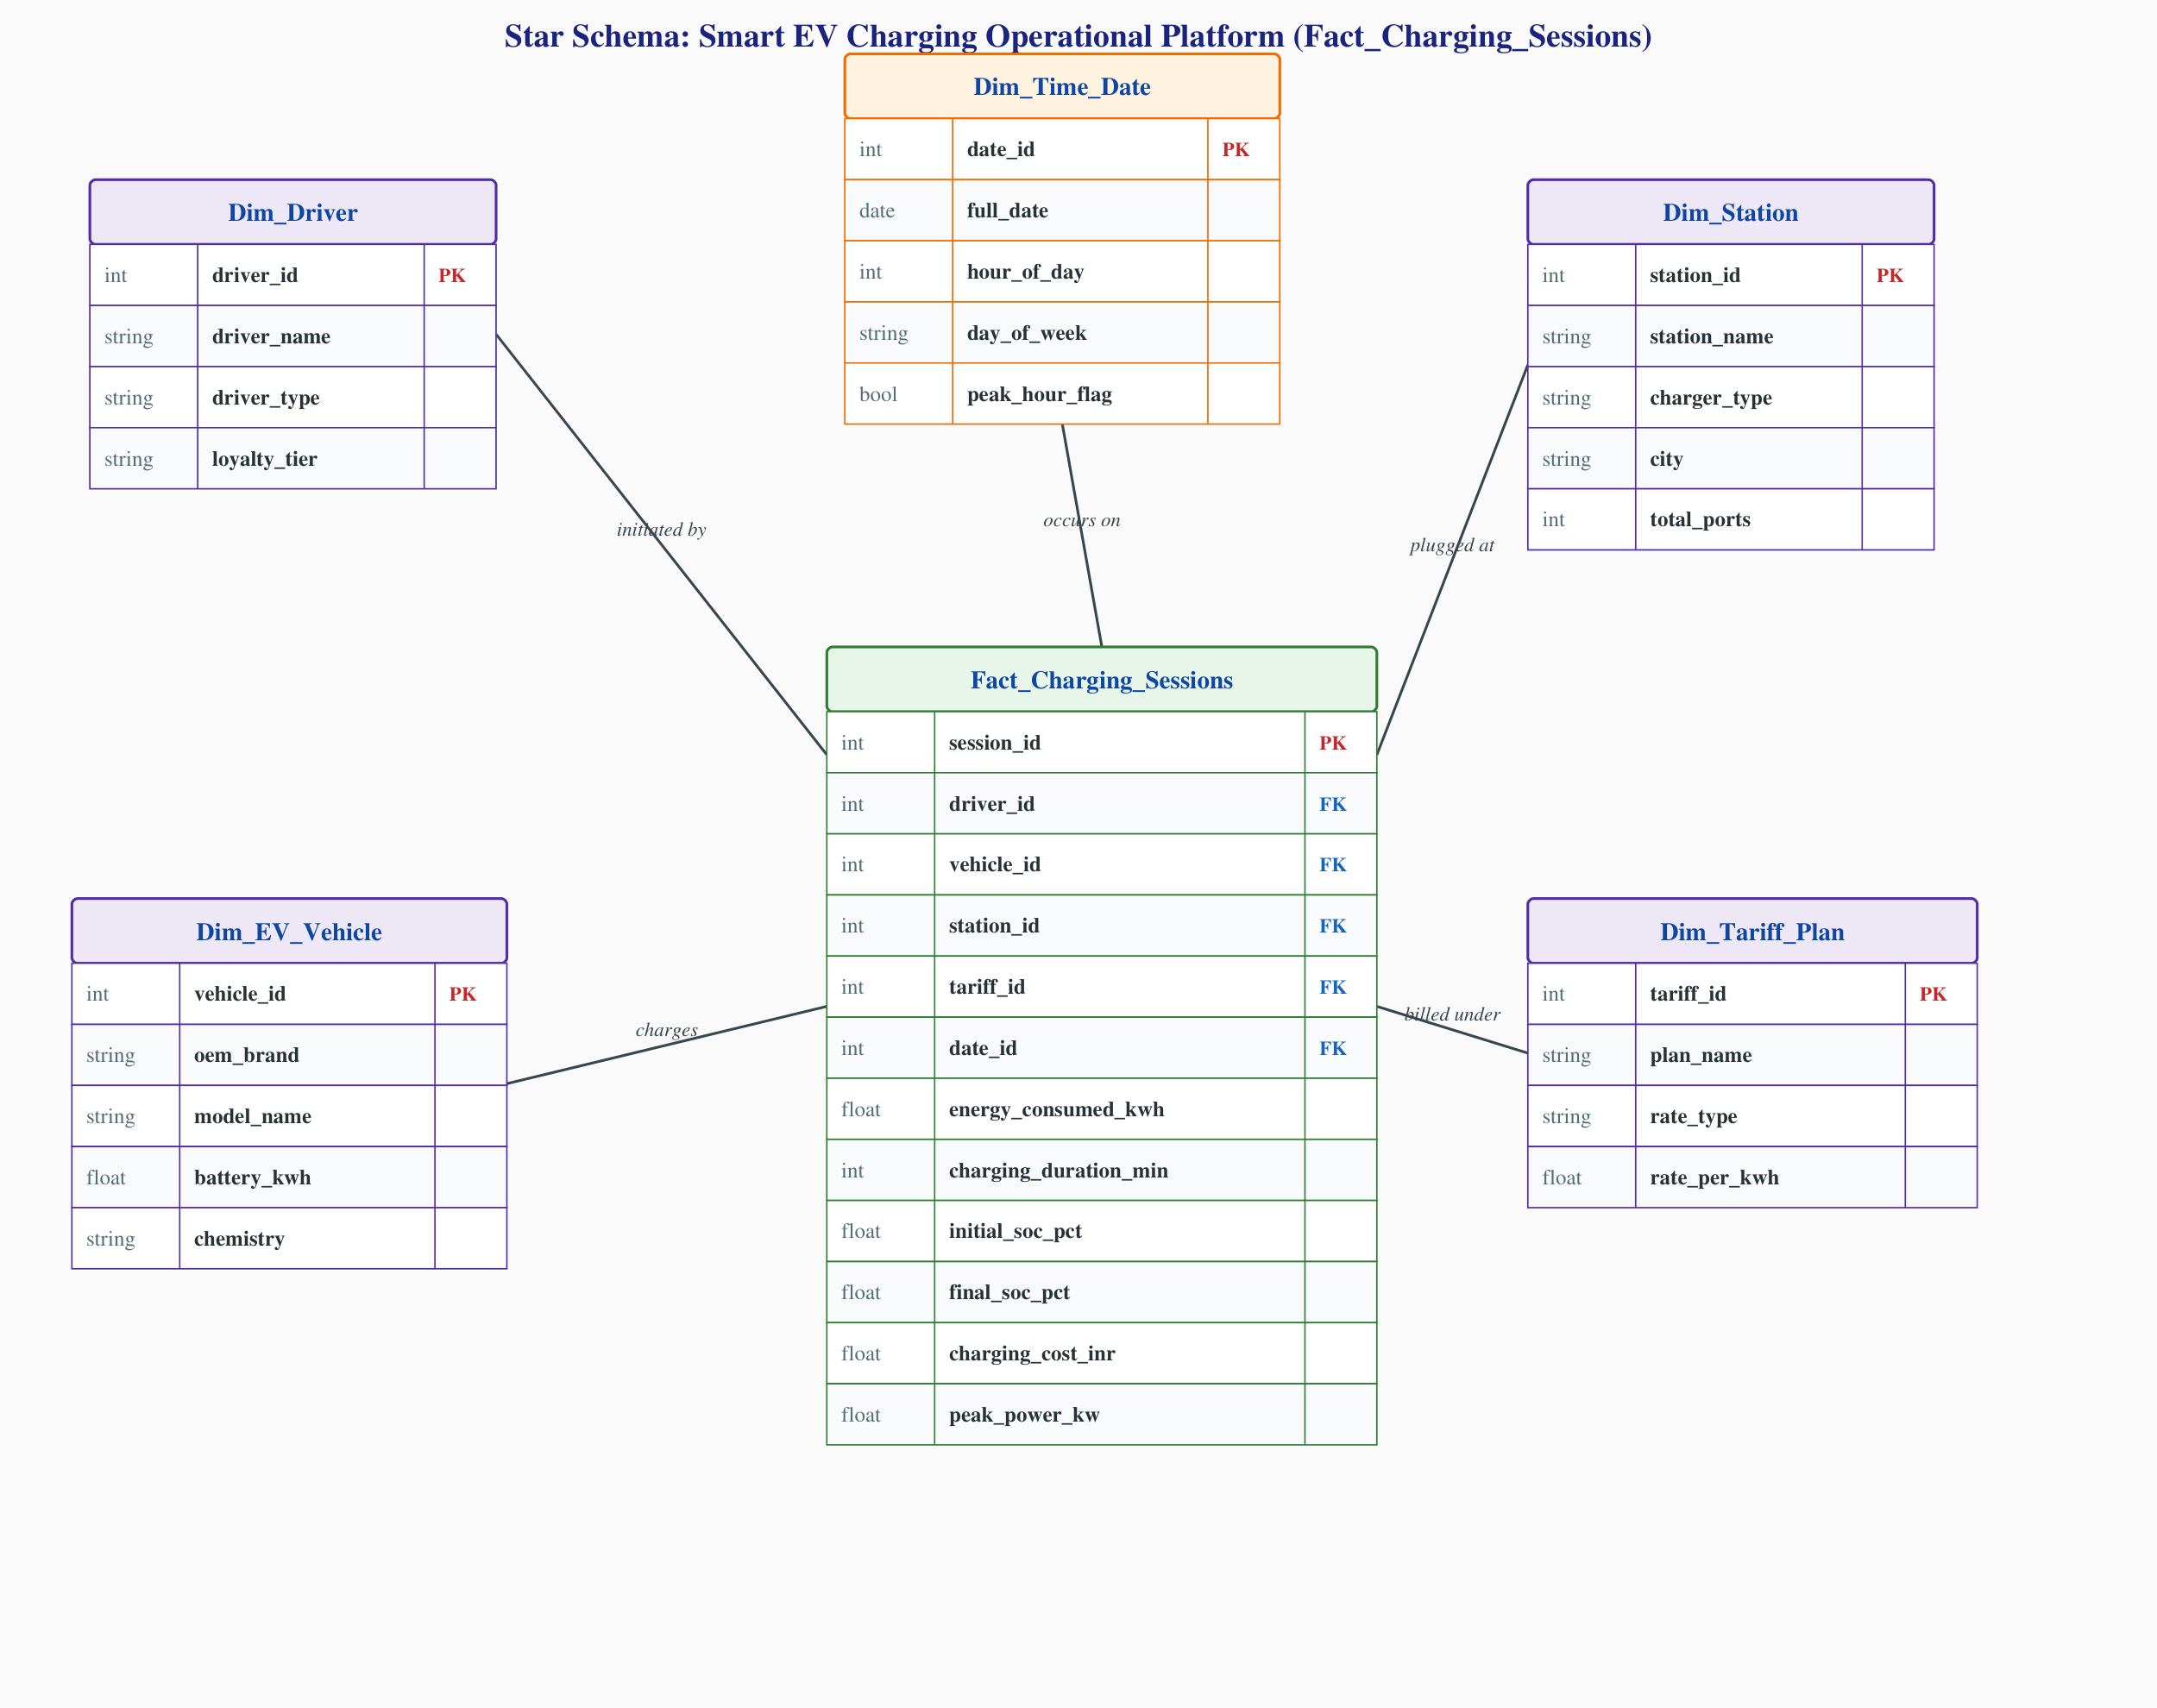 Star Schema: Smart EV Charging Operational Platform (Fact_Charging_Sessions)
Dim_Time_Date
int date_id PK
date full_date
int hour_of_day
string day_of_week
bool peak_hour_flag
Dim_Driver
int driver_id PK
string driver_name
string driver_type
string loyalty_tier
Dim_Station
int station_id PK
string station_name
string charger_type
string city
int total_ports
initiated by
occurs on
plugged at
Fact_Charging_Sessions
int session_id PK
int driver_id FK
int vehicle_id FK
int station_id FK
int tariff_id FK
int date_id FK
float energy_consumed_kwh
int charging_duration_min
float initial_soc_pct
float final_soc_pct
float charging_cost_inr
float peak_power_kw
Dim_EV_Vehicle
int vehicle_id PK
string oem_brand
string model_name
float battery_kwh
string chemistry
charges
billed under
Dim_Tariff_Plan
int tariff_id PK
string plan_name
string rate_type
float rate_per_kwh